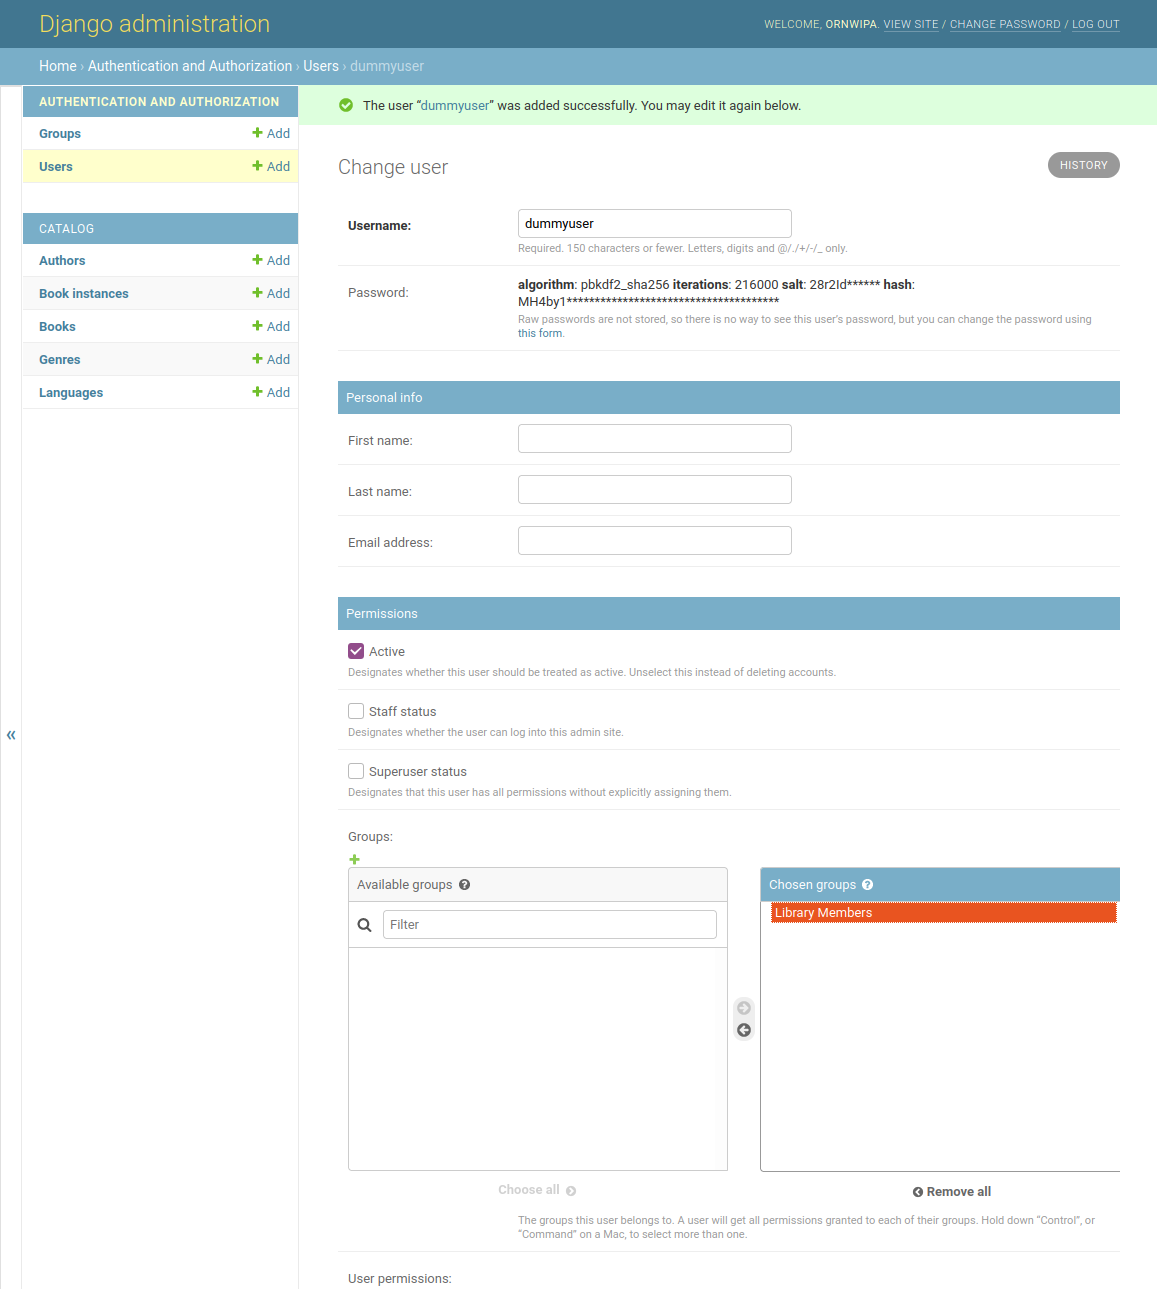 Django administration
WELCOME, ORNWIPA. VIEW SITE / CHANGE PASSWORD / LOG OUT
Home › Authentication and Authorization › Users › dummyuser
AUTHENTICATION AND AUTHORIZATION
Groups + Add
Users + Add
CATALOG
Authors + Add
Book instances + Add
Books + Add
Genres + Add
Languages + Add
«
The user “dummyuser” was added successfully. You may edit it again below.
Change user
HISTORY
Username: dummyuser
Required. 150 characters or fewer. Letters, digits and @/./+/-/_ only.
Password: algorithm: pbkdf2_sha256 iterations: 216000 salt: 28r2Id****** hash:
MH4by1**************************************
Raw passwords are not stored, so there is no way to see this user’s password, but you can change the password using
this form.
Personal info
First name:
Last name:
Email address:
Permissions
Active
Designates whether this user should be treated as active. Unselect this instead of deleting accounts.
Staff status
Designates whether the user can log into this admin site.
Superuser status
Designates that this user has all permissions without explicitly assigning them.
Groups:
+
Available groups ?
Filter
Choose all
Chosen groups ?
Library Members
Remove all
The groups this user belongs to. A user will get all permissions granted to each of their groups. Hold down “Control”, or
“Command” on a Mac, to select more than one.
User permissions: